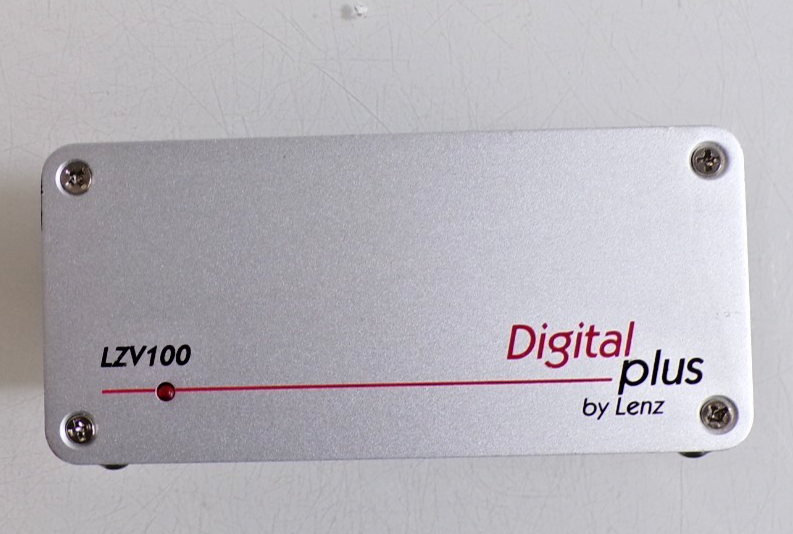 LZV100
Digital
plus
by Lenz